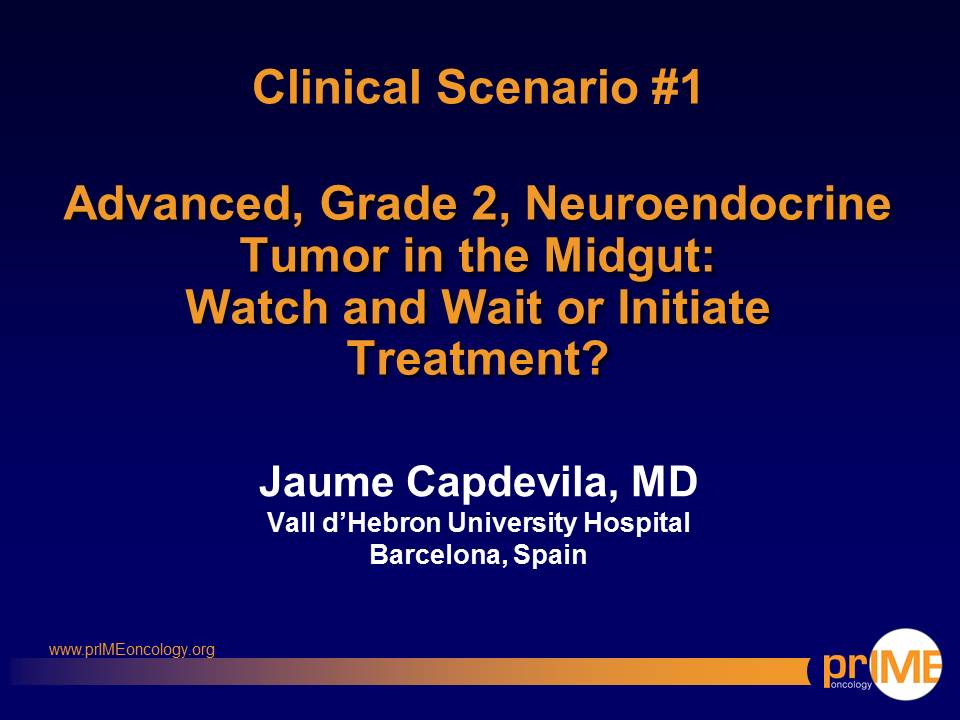 Clinical Scenario #1
Advanced, Grade 2, Neuroendocrine
Tumor in the Midgut:
Watch and Wait or Initiate
Treatment?
Jaume Capdevila, MD
Vall d’Hebron University Hospital
Barcelona, Spain
www.prIMEoncology.org
prIME
oncology